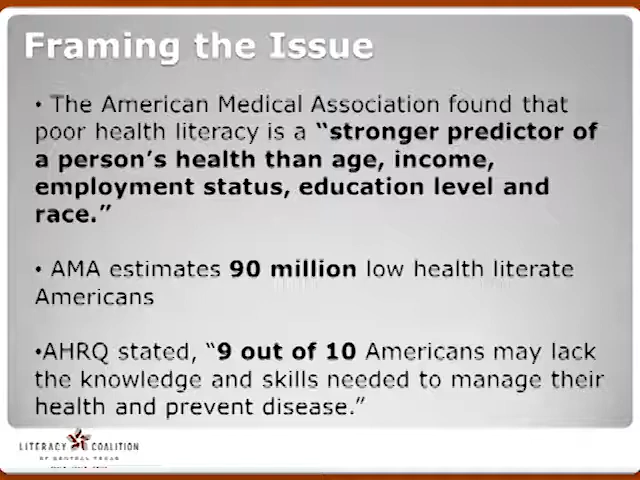 Framing the Issue
• The American Medical Association found that
poor health literacy is a “stronger predictor of
a person’s health than age, income,
employment status, education level and
race.”
• AMA estimates 90 million low health literate
Americans
•AHRQ stated, “9 out of 10 Americans may lack
the knowledge and skills needed to manage their
health and prevent disease.”
LITERACY COALITION
OF CENTRAL TEXAS